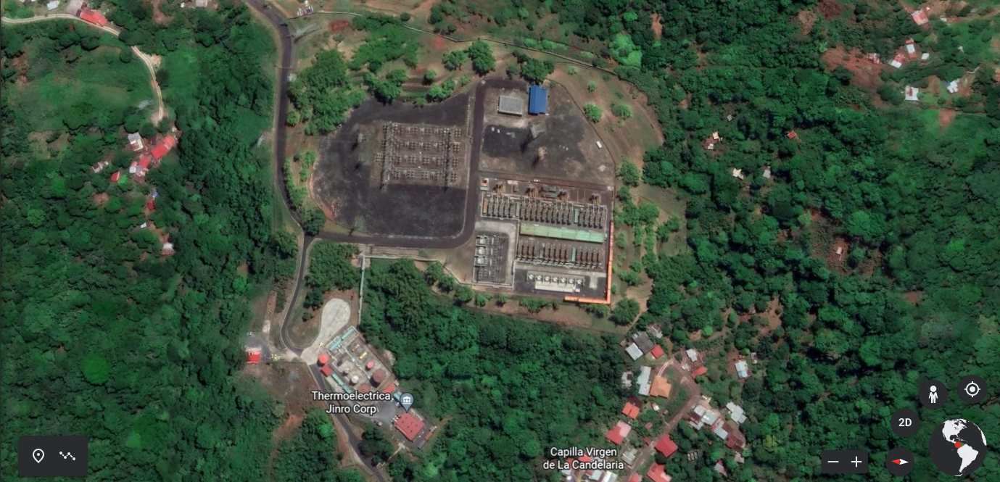 Thermoelectrica
Jinro Corp
Capilla Virgen
de La Candelaria
2D